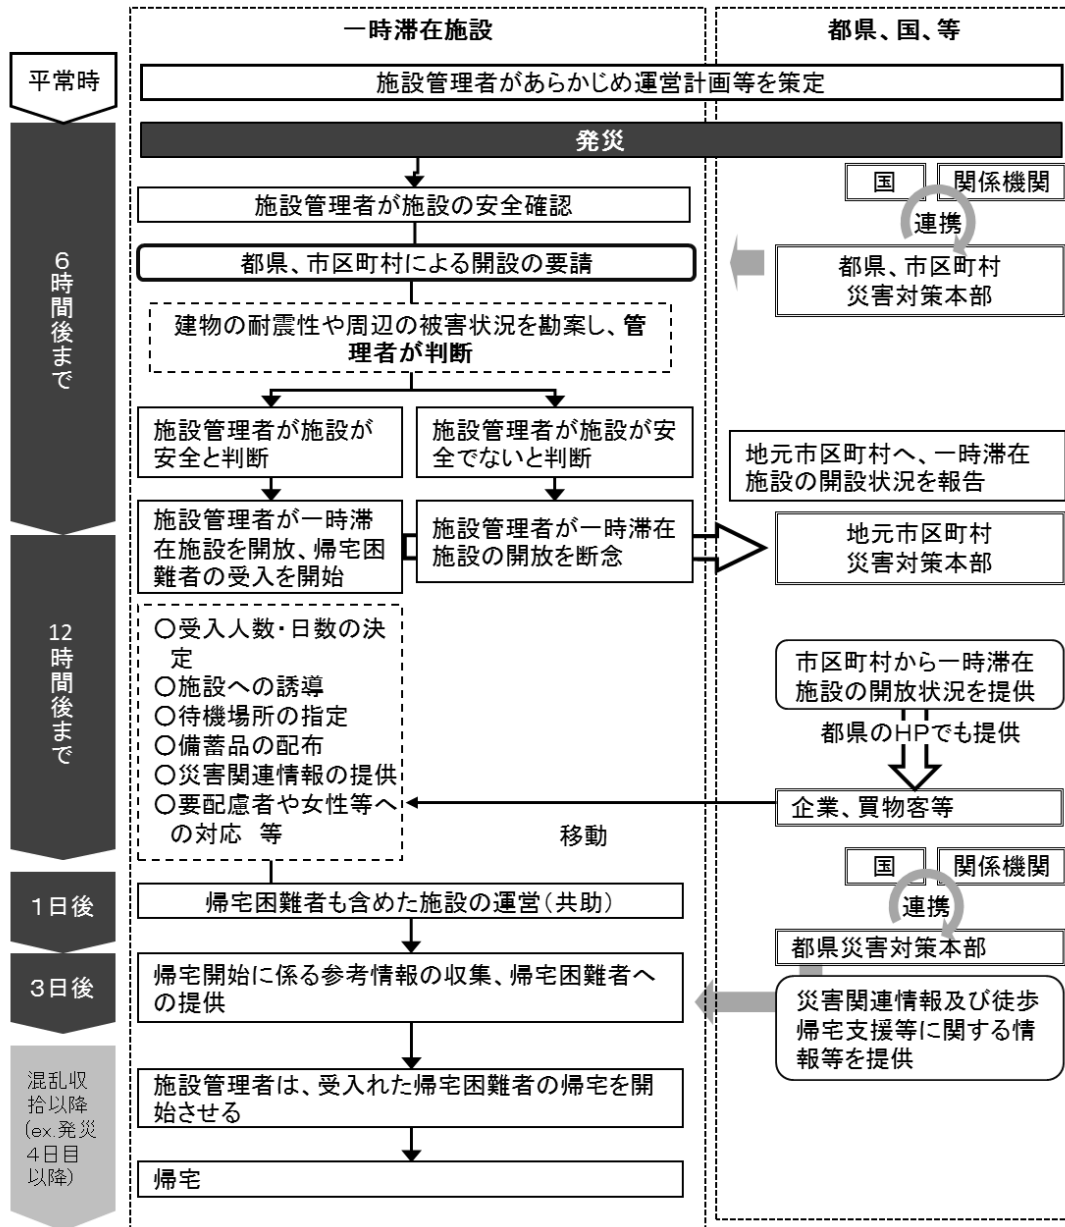 一時滞在施設
都県、国、等
平常時
施設管理者があらかじめ運営計画等を策定
発災
6時間後まで
施設管理者が施設の安全確認
国
関係機関
連携
都県、市区町村による開設の要請
都県、市区町村
災害対策本部
建物の耐震性や周辺の被害状況を勘案し、管
理者が判断
施設管理者が施設が
安全と判断
施設管理者が施設が安
全でないと判断
地元市区町村へ、一時滞在
施設の開設状況を報告
施設管理者が一時滞
在施設を開放、帰宅困
難者の受入を開始
施設管理者が一時滞在
施設の開放を断念
地元市区町村
災害対策本部
12時間後まで
○受入人数・日数の決
定
○施設への誘導
○待機場所の指定
○備蓄品の配布
○災害関連情報の提供
○要配慮者や女性等へ
の対応 等
市区町村から一時滞在
施設の開放状況を提供
都県のHPでも提供
企業、買物客等
移動
国
関係機関
連携
1日後
帰宅困難者も含めた施設の運営(共助)
都県災害対策本部
3日後
帰宅開始に係る参考情報の収集、帰宅困難者へ
の提供
災害関連情報及び徒歩
帰宅支援等に関する情
報等を提供
混乱収
拾以降
(ex.発災
4日目
以降)
施設管理者は、受入れた帰宅困難者の帰宅を開
始させる
帰宅